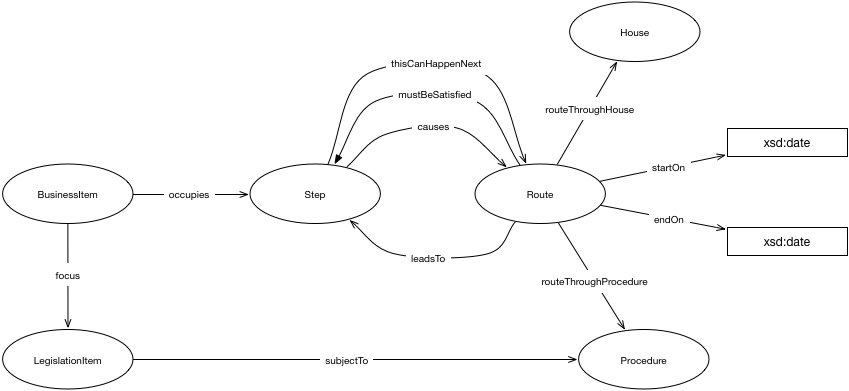 House
thisCanHappenNext
mustBeSatisfied
routeThroughHouse
causes
xsd:date
startOn
BusinessItem
occupies
Step
Route
endOn
xsd:date
leadsTo
focus
routeThroughProcedure
LegislationItem
subjectTo
Procedure